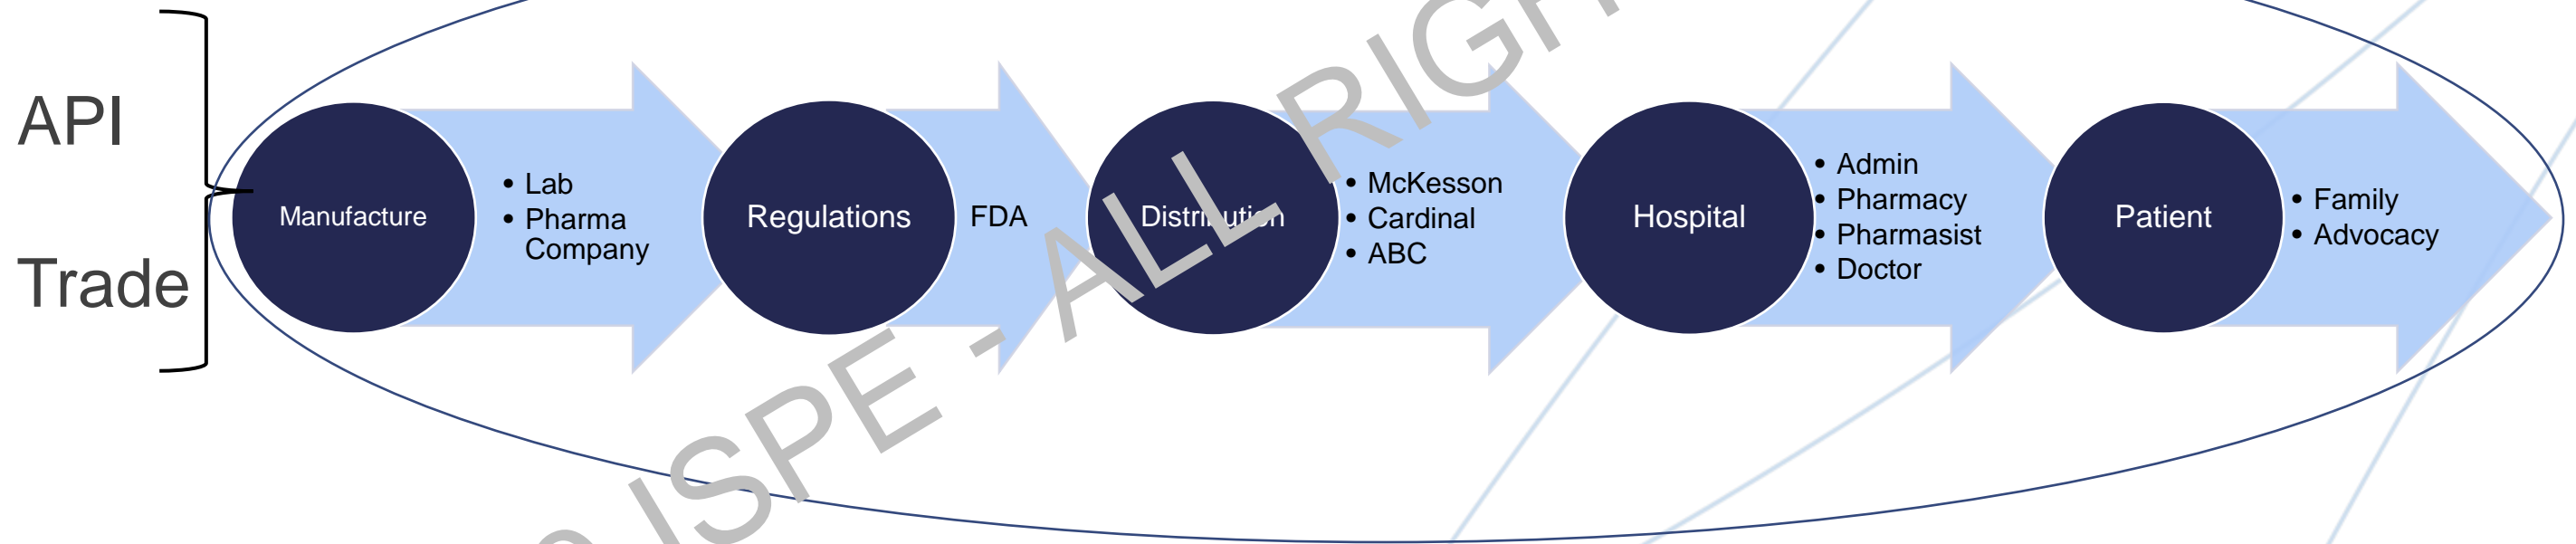 API
Trade
Manufacture
• Lab
• Pharma
Company
Regulations
FDA
Distribution
• McKesson
• Cardinal
• ABC
Hospital
• Admin
• Pharmacy
• Pharmasist
• Doctor
Patient
• Family
• Advocacy
ISPE - ALL RIGH